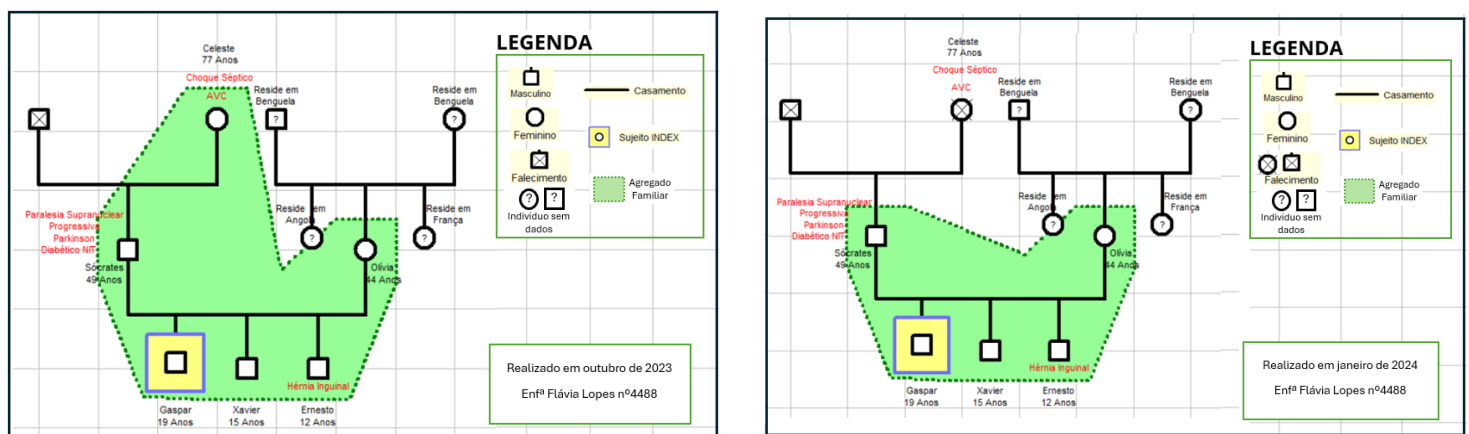 Celeste
77 Anos
Choque Séptico
AVC
Reside em
Benguela
?
Reside em
Benguela
?
Reside em
Angola
?
Reside em
França
?
Paralesia Supranuclear
Progressiva
Parkinson
Diabético NIT
Sócrates
49 Anos
Olívia
44 Anos
Hérnia Inguinal
Gaspar
19 Anos
Xavier
15 Anos
Ernesto
12 Anos
LEGENDA
Masculino
Casamento
Feminino
Sujeito INDEX
Falecimento
Agregado
Familiar
? ?
Indivíduo sem
dados
Realizado em outubro de 2023
Enfª Flávia Lopes nº4488
Celeste
77 Anos
Choque Séptico
AVC
Reside em
Benguela
?
Reside em
Benguela
?
Reside em
Angola
?
Reside em
França
?
Paralesia Supranuclear
Progressiva
Parkinson
Diabético NIT
Sócrates
49 Anos
Olívia
44 Anos
Hérnia Inguinal
Gaspar
19 Anos
Xavier
15 Anos
Ernesto
12 Anos
LEGENDA
Masculino
Casamento
Feminino
Sujeito INDEX
Falecimento
Agregado
Familiar
? ?
Indivíduo sem
dados
Realizado em janeiro de 2024
Enfª Flávia Lopes nº4488